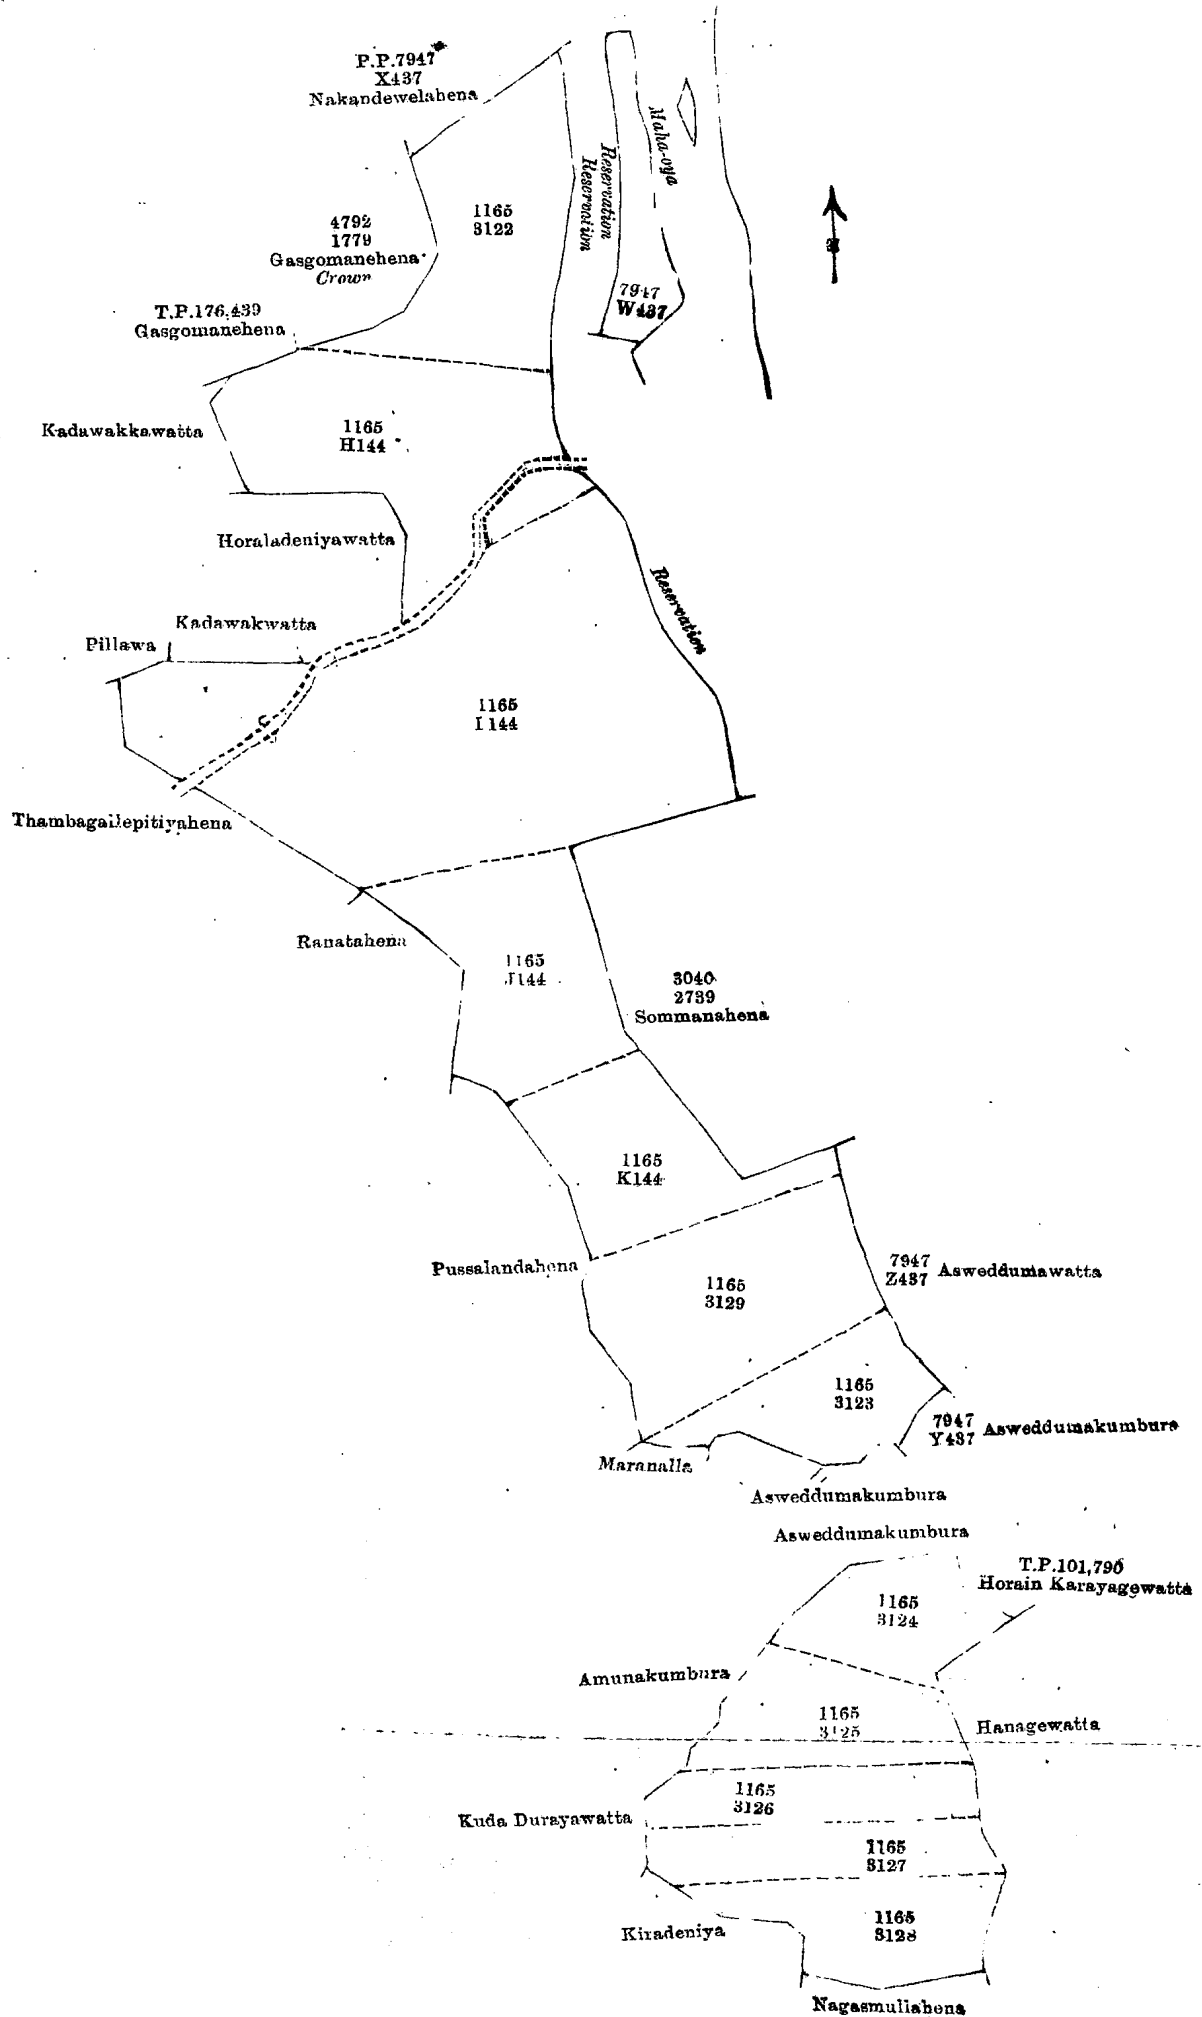 P.P.7947
X437
Nakandewelahena
Maha-oya
Reservation
Reservation
1165
3122
4792
1779
Gasgomanehena
Crown
7947
W437
T.P.176,439
Gasgomanehena
Kadawakkawatta
1165
H144
Horaladeniyawatta
Reservation
Kadawakwatta
Pillawa
1165
I144
Thambagallepitiyahena
Ranatahena
1165
J144
3040
2739
Sommanahena
1165
K144
Pussalandahena
7947
Z437 Asweddumawatta
1165
3129
1165
3123
7947
Y437 Asweddumakumbura
Maranalla
Asweddumakumbura
Asweddumakumbura
T.P.101,796
Horain Karayagewatta
1165
3124
Amunakumbura
1165
3125
Hanagewatta
1165
3126
Kuda Durayawatta
1165
3127
1165
3128
Kiradeniya
Nagasmullahena